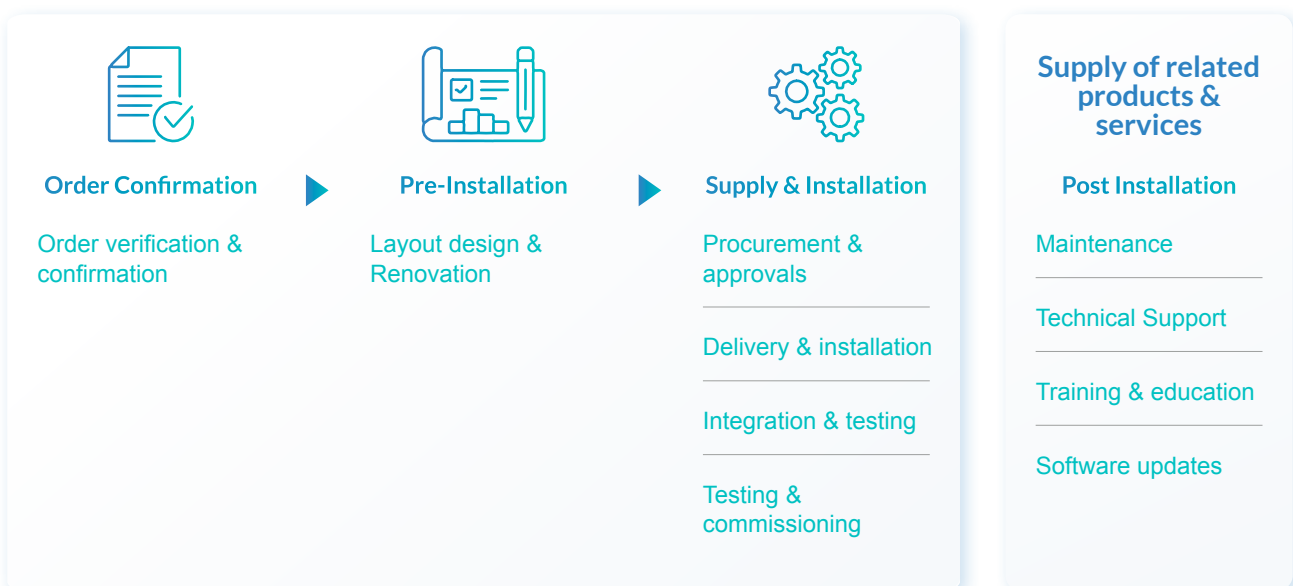 Order Confirmation
Order verification &
confirmation
Pre-Installation
Layout design &
Renovation
Supply & Installation
Procurement &
approvals
Delivery & installation
Integration & testing
Testing &
commissioning
Supply of related
products &
services
Post Installation
Maintenance
Technical Support
Training & education
Software updates